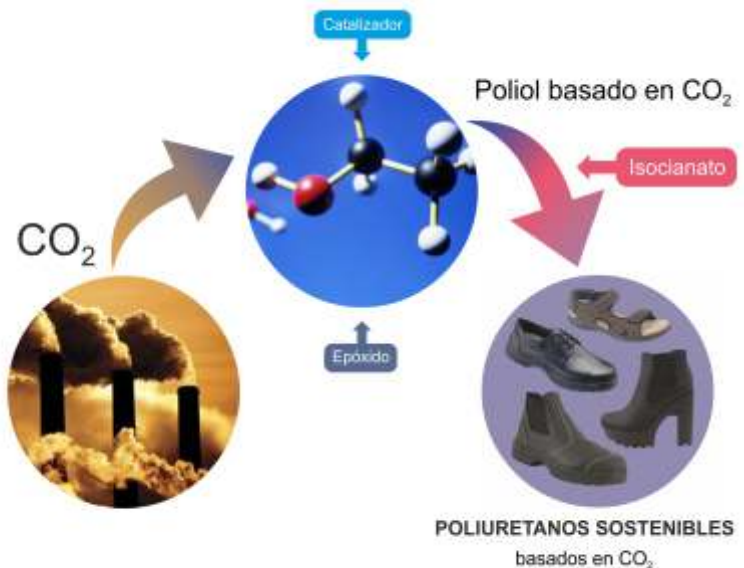 Catalizador
Poliol basado en CO₂
Isocianato
CO₂
Epóxido
POLIURETANOS SOSTENIBLES
basados en CO₂